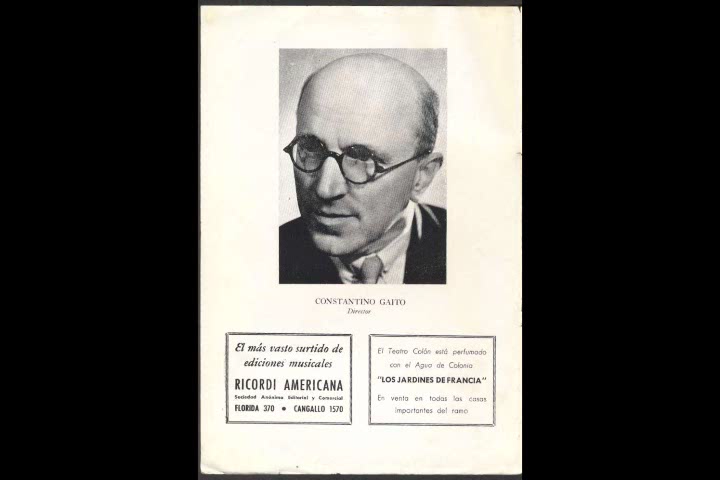 CONSTANTINO GAITO
Director
El más vasto surtido de
ediciones musicales
RICORDI AMERICANA
Sociedad Anónima Editorial y Comercial
FLORIDA 370 • CANGALLO 1570
El Teatro Colón está perfumado
con el Agua de Colonia
"LOS JARDINES DE FRANCIA"
En venta en todas las casas
importantes del ramo